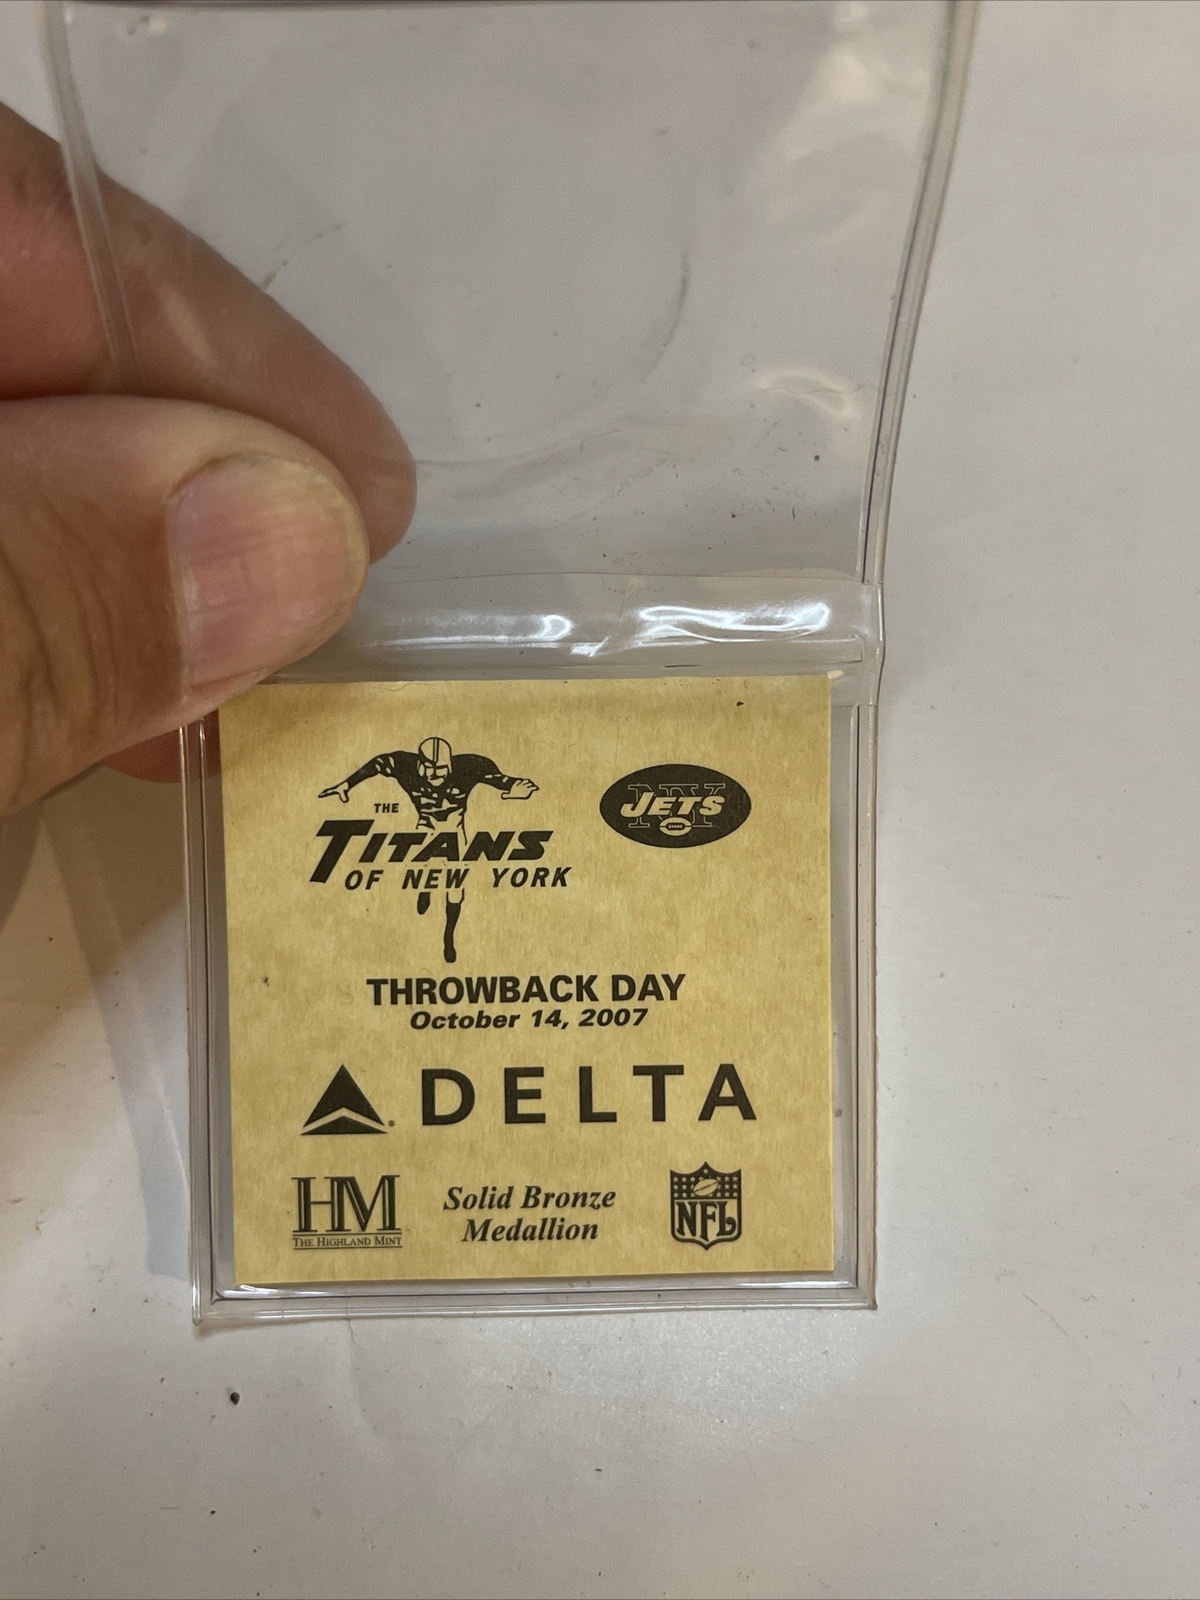 THE
TITANS
OF NEW YORK
NY
JETS
THROWBACK DAY
October 14, 2007
DELTA
HM
THE HIGHLAND MINT
Solid Bronze
Medallion
NFL